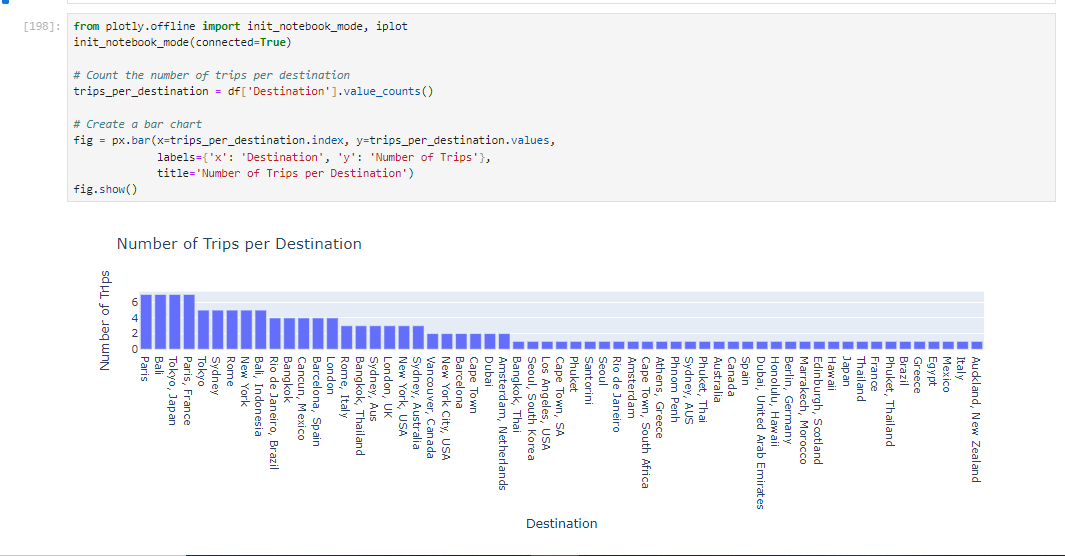 [198]:
from plotly.offline import init_notebook_mode, iplot
init_notebook_mode(connected=True)
# Count the number of trips per destination
trips_per_destination = df['Destination'].value_counts()
# Create a bar chart
fig = px.bar(x=trips_per_destination.index, y=trips_per_destination.values,
labels={'x': 'Destination', 'y': 'Number of Trips'},
title='Number of Trips per Destination')
fig.show()
Number of Trips per Destination
Number of Trips
6
4
2
0
Paris
Bali
Tokyo, Japan
Paris, France
Tokyo
Sydney
Rome
New York
Bali, Indonesia
Rio de Janeiro, Brazil
Bangkok
Cancun, Mexico
Barcelona, Spain
London
Rome, Italy
Bangkok, Thailand
Sydney, Aus
London, UK
New York, USA
Sydney, Australia
Vancouver, Canada
New York City, USA
Barcelona
Cape Town
Dubai
Amsterdam, Netherlands
Bangkok, Thai
Seoul, South Korea
Los Angeles, USA
Cape Town, SA
Phuket
Santorini
Seoul
Rio de Janeiro
Amsterdam
Cape Town, South Africa
Athens, Greece
Phnom Penh
Sydney, AUS
Phuket, Thai
Australia
Canada
Spain
Dubai, United Arab Emirates
Honolulu, Hawaii
Berlin, Germany
Marrakech, Morocco
Edinburgh, Scotland
Hawaii
Japan
Thailand
France
Phuket, Thailand
Brazil
Greece
Egypt
Mexico
Italy
Auckland, New Zealand
Destination